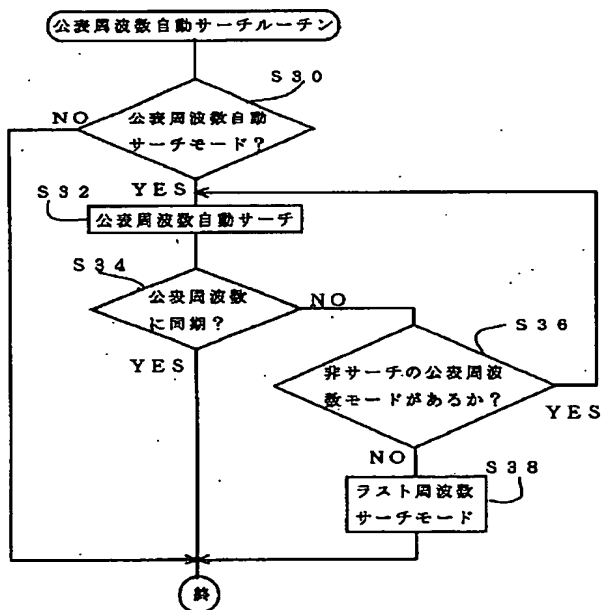 公表周波数自動サーチルーチン
S30
公表周波数自動
サーチモード?
NO
YES
S32
公表周波数自動サーチ
S34
公表周波数
に同期?
NO
YES
S36
非サーチの公表周波
数モードがあるか?
YES
NO
S38
ラスト周波数
サーチモード
終